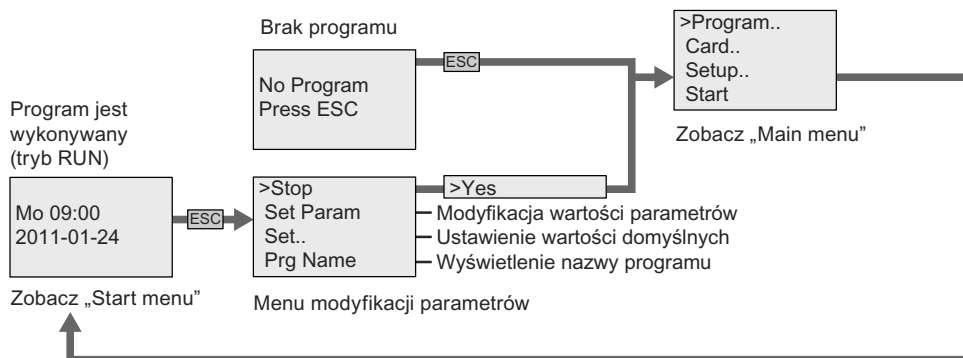 Brak programu
No Program
Press ESC
ESC
>Program..
Card..
Setup..
Start
Zobacz „Main menu”
Program jest
wykonywany
(tryb RUN)
Mo 09:00
2011-01-24
Zobacz „Start menu”
ESC
>Stop
Set Param
Set..
Prg Name
Menu modyfikacji parametrów
>Yes
Modyfikacja wartości parametrów
Ustawienie wartości domyślnych
Wyświetlenie nazwy programu